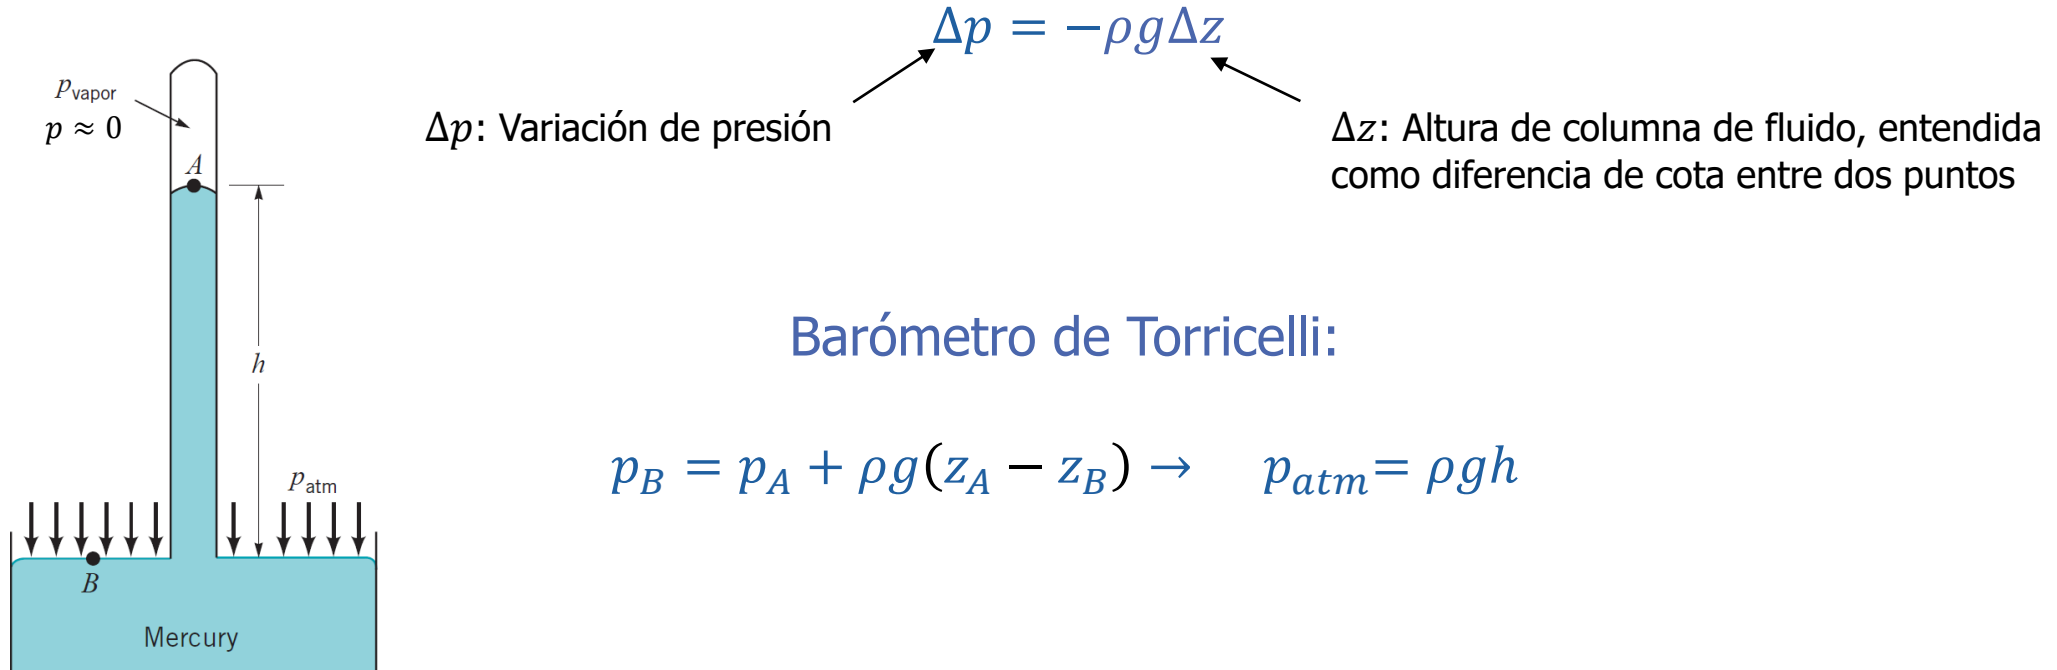 Δp = −ρgΔz
p_vapor
p ≈ 0
Δp: Variación de presión
Δz: Altura de columna de fluido, entendida
como diferencia de cota entre dos puntos
A
h
Barómetro de Torricelli:
p_B = p_A + ρg(z_A − z_B) → p_atm = ρgh
p_atm
B
Mercury